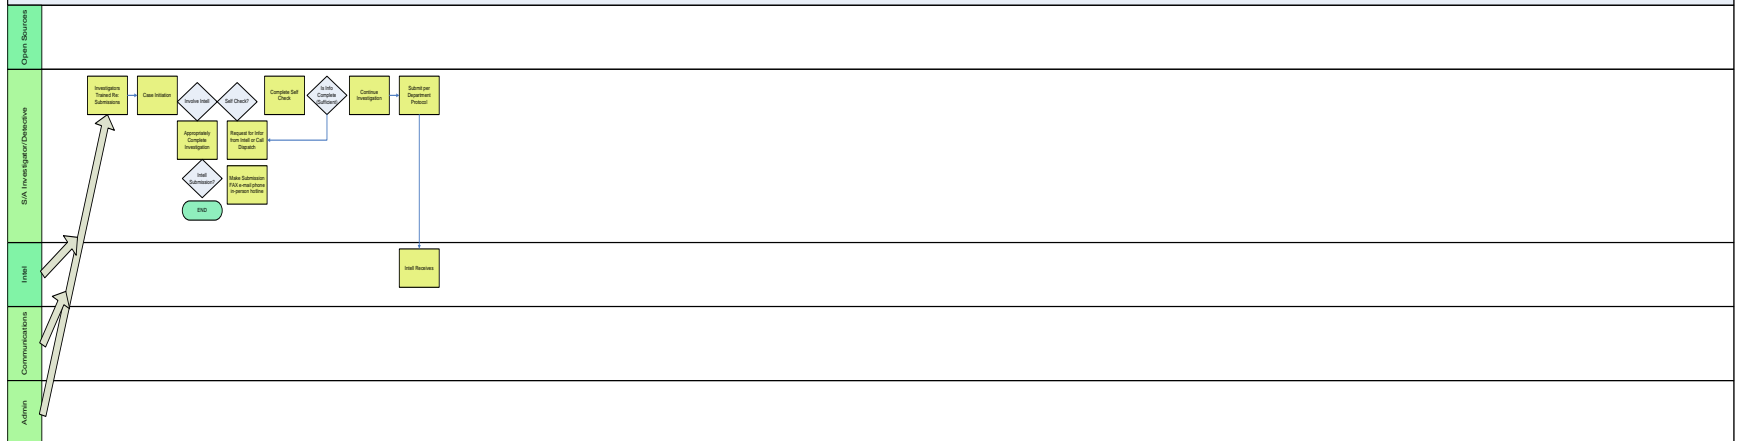 Open Sources
S/A Investigator/Detective
Intel
Communications
Admin
Investigators
Trained Re:
Submissions
Case Initiation
Involve Intell
Self Check?
Complete Self
Check
Is Info
Complete
(Sufficient)
Continue
Investigation
Submit per
Department
Protocol
Appropriately
Complete
Investigation
Request for Infor
from Intell or Call
Dispatch
Intell
Submission?
Make Submission
FAX e-mail phone
in-person hotline
END
Intell Receives